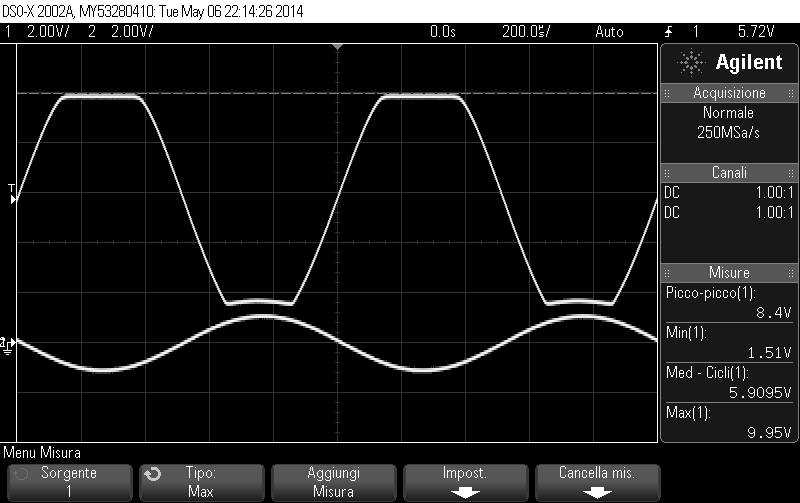 DSO-X 2002A, MY53280410: Tue May 06 22:14:26 2014
1 2.00V/ 2 2.00V/ 0.0s 200.0µs/ Auto 1 5.72V
Agilent
Acquisizione
Normale
250MSa/s
Canali
DC 1.00:1
DC 1.00:1
Misure
Picco-picco(1):
8.4V
Min(1):
1.51V
Med - Cicli(1):
5.9095V
Max(1):
9.95V
T
2
Menu Misura
Sorgente
1
Tipo:
Max
Aggiungi
Misura
Impost.
Cancella mis.